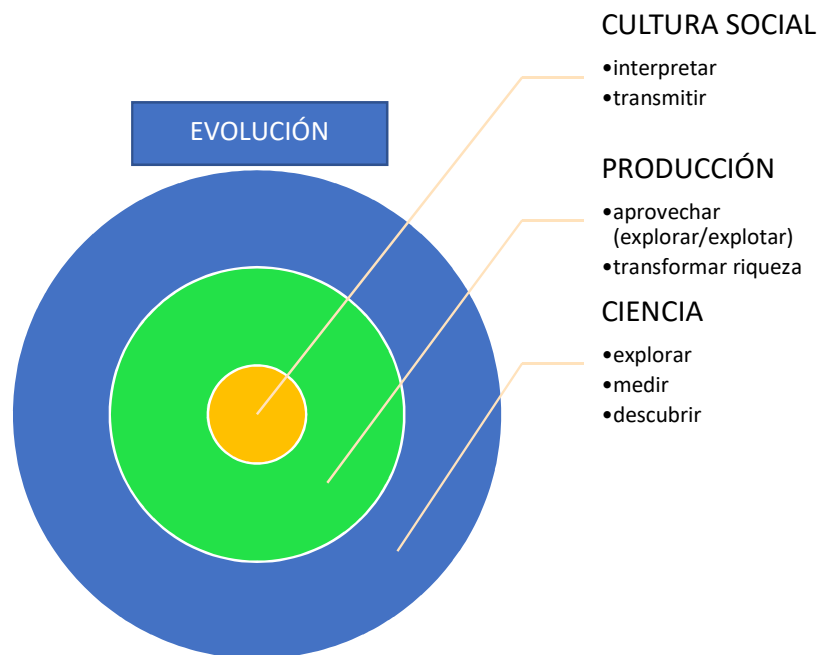 CULTURA SOCIAL
•interpretar
•transmitir
EVOLUCIÓN
PRODUCCIÓN
•aprovechar
(explorar/explotar)
•transformar riqueza
CIENCIA
•explorar
•medir
•descubrir